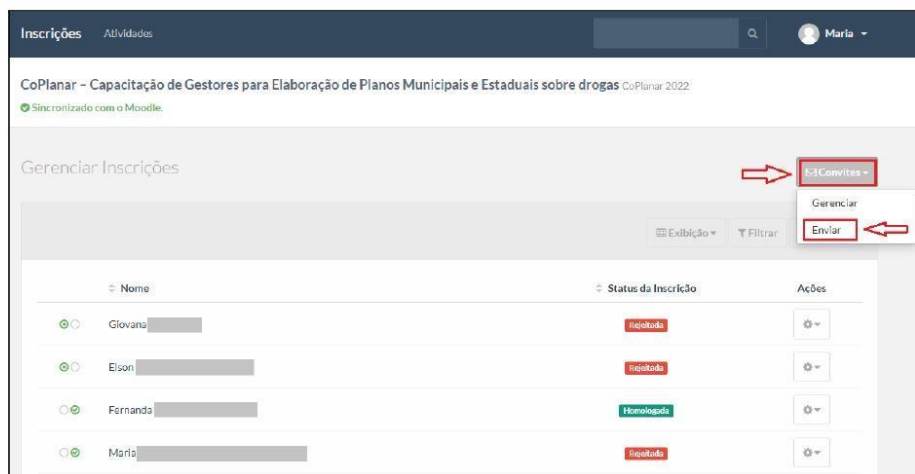 Inscrições Atividades Maria
CoPlanar – Capacitação de Gestores para Elaboração de Planos Municipais e Estaduais sobre drogas CoPlanar 2022
Sincronizado com o Moodle.
Gerenciar Inscrições Convites
Gerenciar
Exibição Filtrar Enviar
Nome Status da Inscrição Ações
Giovana Rejeitada
Elson Rejeitada
Fernanda Homologada
Maria Rejeitada